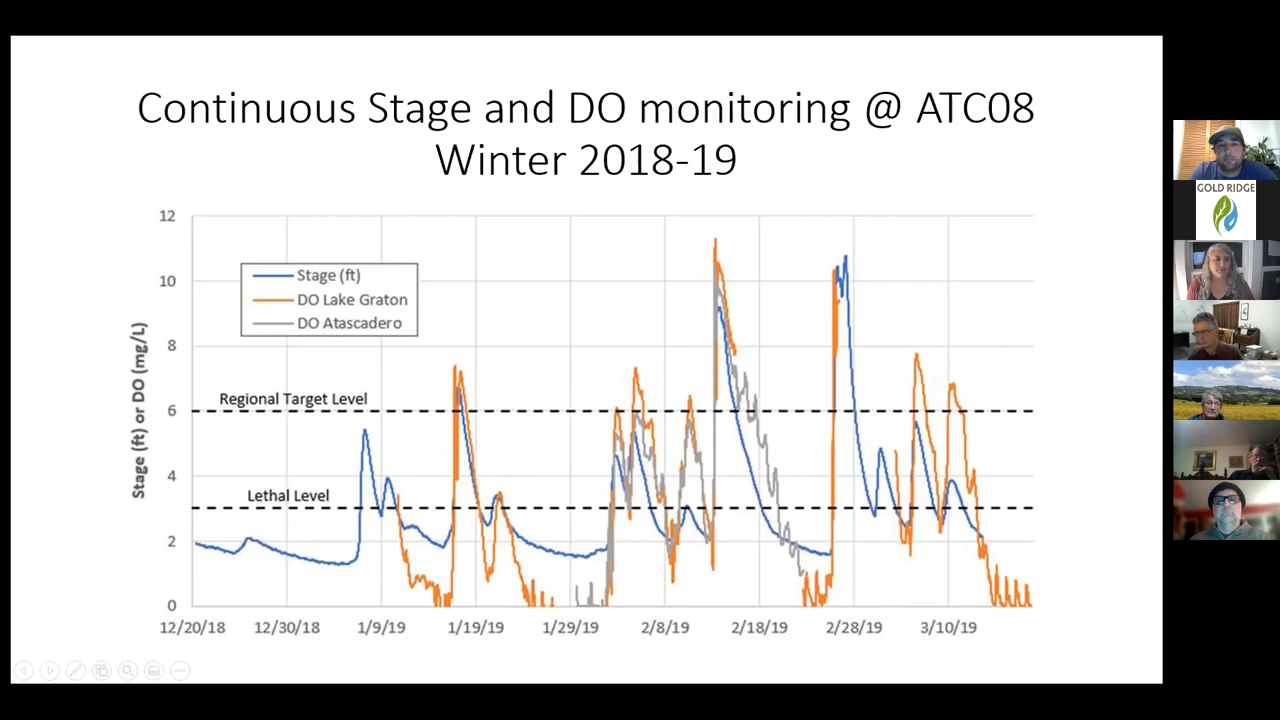 Continuous Stage and DO monitoring @ ATC08
Winter 2018-19
12
10
8
6
4
2
0
Stage (ft) or DO (mg/L)
Stage (ft)
DO Lake Graton
DO Atascadero
Regional Target Level
Lethal Level
12/20/18 12/30/18 1/9/19 1/19/19 1/29/19 2/8/19 2/18/19 2/28/19 3/10/19
GOLD RIDGE